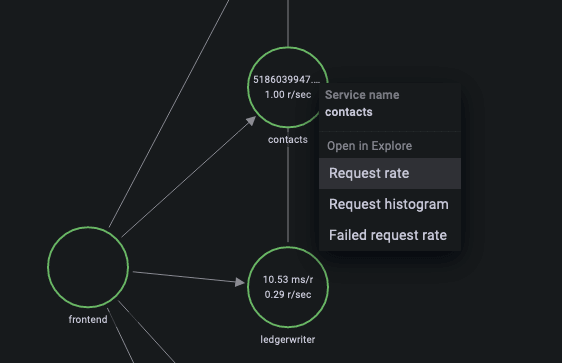 5186039947....
1.00 r/sec
contacts
Service name
contacts
Open in Explore
Request rate
Request histogram
Failed request rate
10.53 ms/r
0.29 r/sec
ledgerwriter
frontend